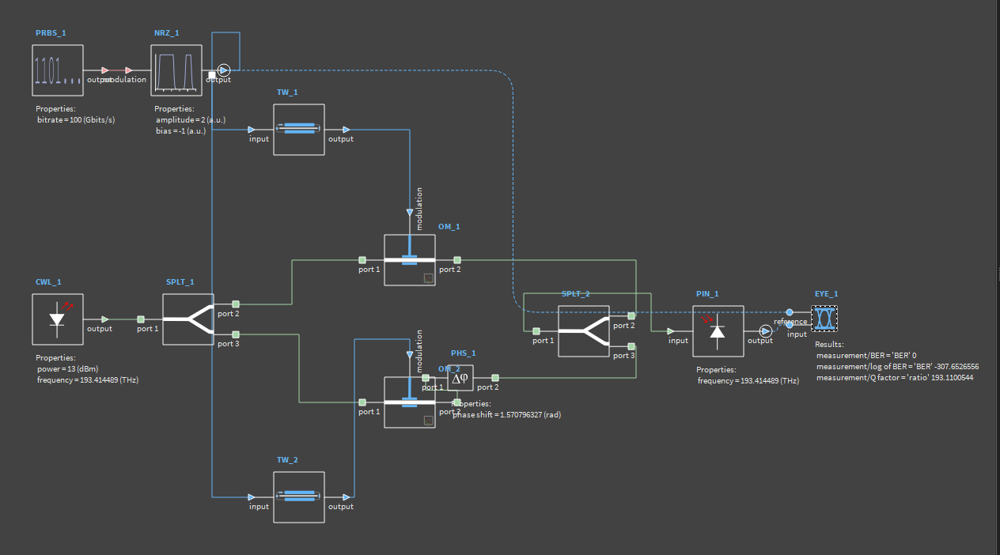 PRBS_1
NRZ_1
1101...
output
modulation
output
Properties:
bitrate = 100 (Gbits/s)
Properties:
amplitude = 2 (a.u.)
bias = -1 (a.u.)
TW_1
input
output
modulation
OM_1
port 1
port 2
CWL_1
SPLT_1
output
port 1
port 2
port 3
Properties:
power = 13 (dBm)
frequency = 193.414489 (THz)
SPLT_2
port 1
port 2
port 3
PIN_1
input
output
Properties:
frequency = 193.414489 (THz)
EYE_1
reference
input
Results:
measurement/BER = 'BER' 0
measurement/log of BER = 'BER' -307.6526556
measurement/Q factor = 'ratio' 193.1100544
modulation
OM_2
port 1
port 2
PHS_1
Δφ
port 1
port 2
Properties:
phase shift = 1.570796327 (rad)
TW_2
input
output